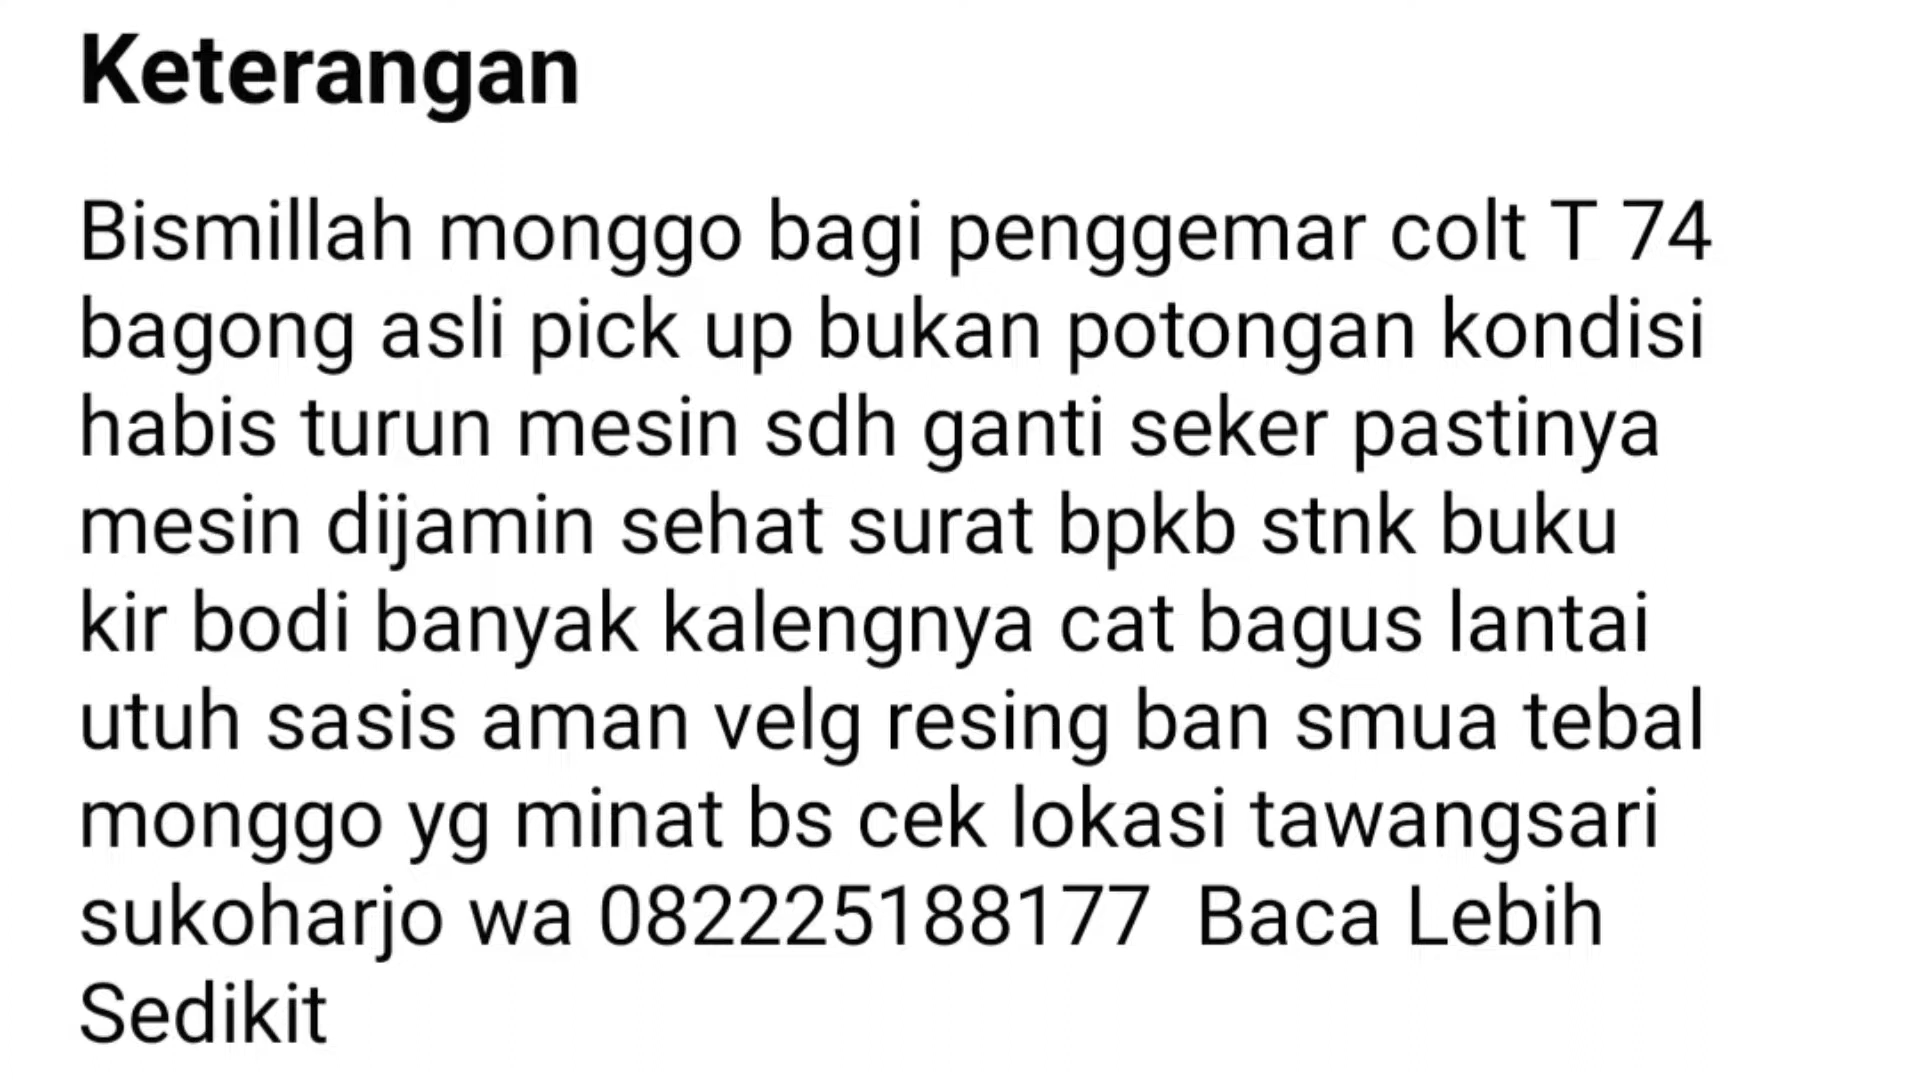 Keterangan
Bismillah monggo bagi penggemar colt T 74
bagong asli pick up bukan potongan kondisi
habis turun mesin sdh ganti seker pastinya
mesin dijamin sehat surat bpkb stnk buku
kir bodi banyak kalengnya cat bagus lantai
utuh sasis aman velg resing ban smua tebal
monggo yg minat bs cek lokasi tawangsari
sukoharjo wa 082225188177  Baca Lebih
Sedikit